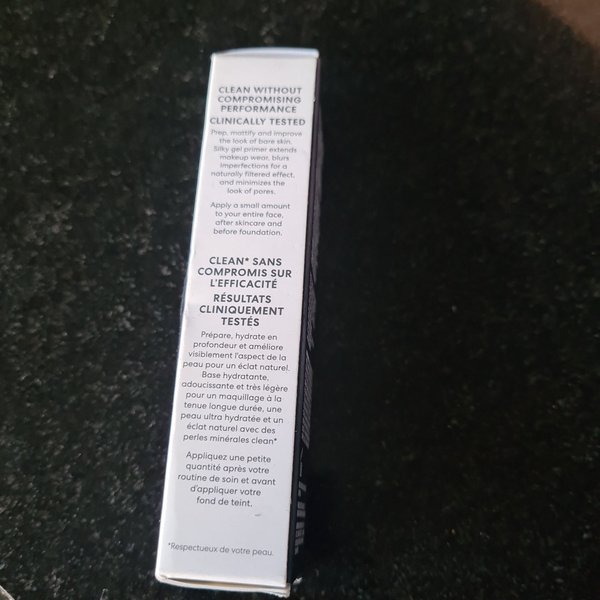 CLEAN WITHOUT
COMPROMISING
PERFORMANCE
CLINICALLY TESTED
Prep, mattify and improve
the look of bare skin.
Silky gel primer extends
makeup wear, blurs
imperfections for a
naturally filtered effect,
and minimizes the
look of pores.
Apply a small amount
to your entire face,
after skincare and
before foundation.
CLEAN* SANS
COMPROMIS SUR
L'EFFICACITÉ
RÉSULTATS
CLINIQUEMENT
TESTÉS
Prépare, hydrate en
profondeur et améliore
visiblement l'aspect de la
peau pour un éclat naturel.
Base hydratante,
adoucissante et très légère
pour un maquillage à la
tenue longue durée, une
peau ultra hydratée et un
éclat naturel avec des
perles minérales clean*
Appliquez une petite
quantité après votre
routine de soin et avant
d'appliquer votre
fond de teint.
*Respectueux de votre peau.